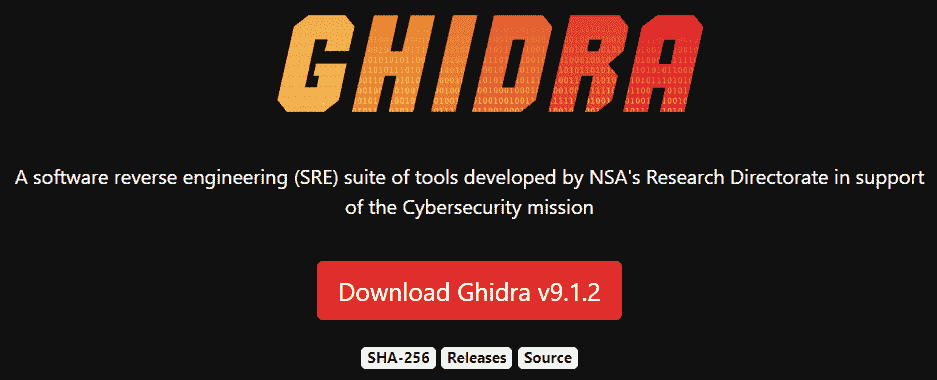 GHIDRA
A software reverse engineering (SRE) suite of tools developed by NSA's Research Directorate in support
of the Cybersecurity mission
Download Ghidra v9.1.2
SHA-256 Releases Source